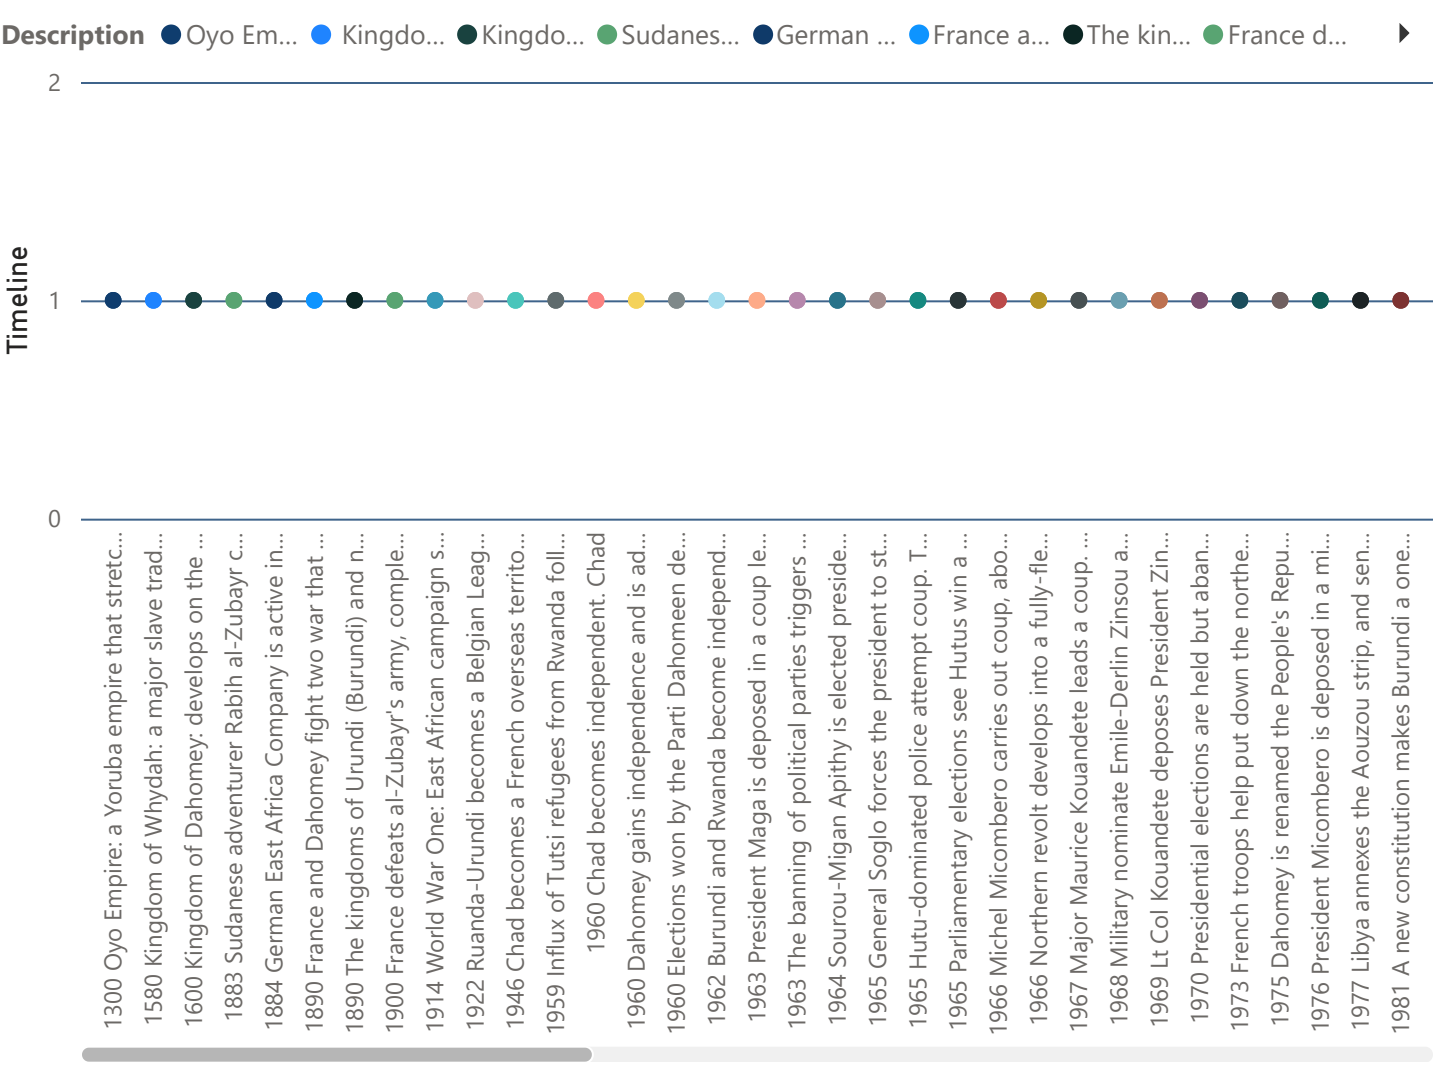 Description Oyo Em... Kingdo... Kingdo... Sudanes... German ... France a... The kin... France d...
2
1
0
Timeline
1300 Oyo Empire: a Yoruba empire that stretc...
1580 Kingdom of Whydah: a major slave trad...
1600 Kingdom of Dahomey: develops on the ...
1883 Sudanese adventurer Rabih al-Zubayr c...
1884 German East Africa Company is active in...
1890 France and Dahomey fight two war that ...
1890 The kingdoms of Urundi (Burundi) and n...
1900 France defeats al-Zubayr's army, comple...
1914 World War One: East African campaign s...
1922 Ruanda-Urundi becomes a Belgian Leag...
1946 Chad becomes a French overseas territo...
1959 Influx of Tutsi refugees from Rwanda foll...
1960 Chad becomes independent. Chad
1960 Dahomey gains independence and is ad...
1960 Elections won by the Parti Dahomeen de...
1962 Burundi and Rwanda become independ...
1963 President Maga is deposed in a coup le...
1963 The banning of political parties triggers ...
1964 Sourou-Migan Apithy is elected preside...
1965 General Soglo forces the president to st...
1965 Hutu-dominated police attempt coup. T...
1965 Parliamentary elections see Hutus win a ...
1966 Michel Micombero carries out coup, abo...
1966 Northern revolt develops into a fully-fle...
1967 Major Maurice Kouandete leads a coup. ...
1968 Military nominate Emile-Derlin Zinsou a...
1969 Lt Col Kouandete deposes President Zin...
1970 Presidential elections are held but aban...
1973 French troops help put down the northe...
1975 Dahomey is renamed the People's Repu...
1976 President Micombero is deposed in a mi...
1977 Libya annexes the Aouzou strip, and sen...
1981 A new constitution makes Burundi a one...